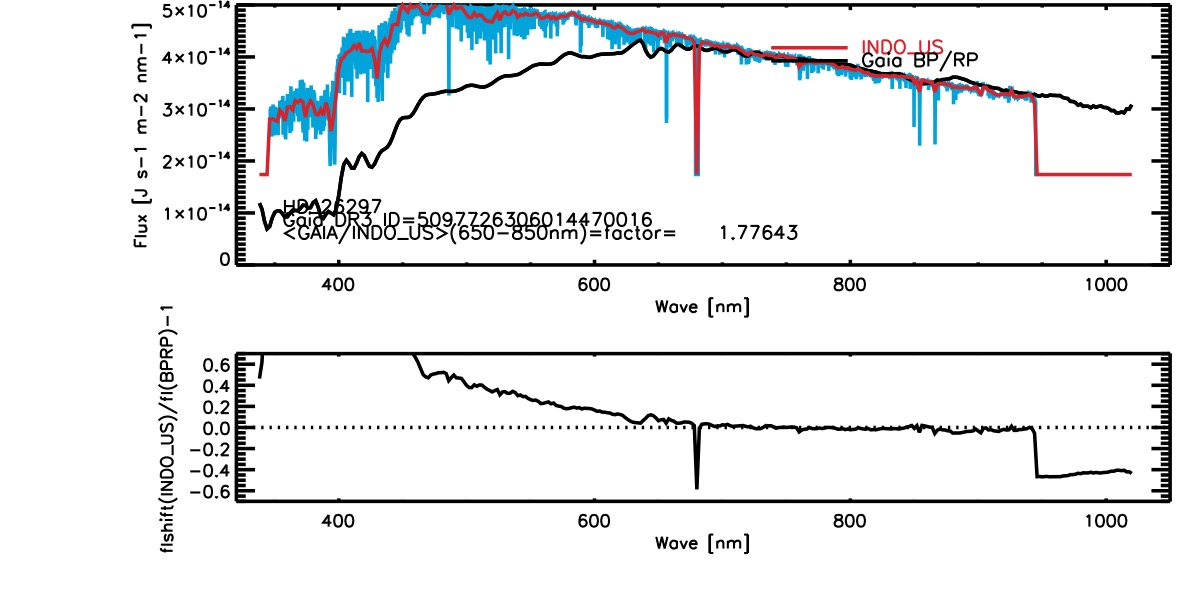 5×10−14
4×10−14
3×10−14
2×10−14
1×10−14
0
Flux [J s−1 m−2 nm−1]
INDO_US
Gaia BP/RP
HD 26297
Gaia DR3 ID=5097726306014470016
<GAIA/INDO_US>(650−850nm)=factor= 1.77643
400 600 800 1000
Wave [nm]
flshift(INDO_US)/fl(BPRP)−1
0.6
0.4
0.2
0.0
−0.2
−0.4
−0.6
400 600 800 1000
Wave [nm]